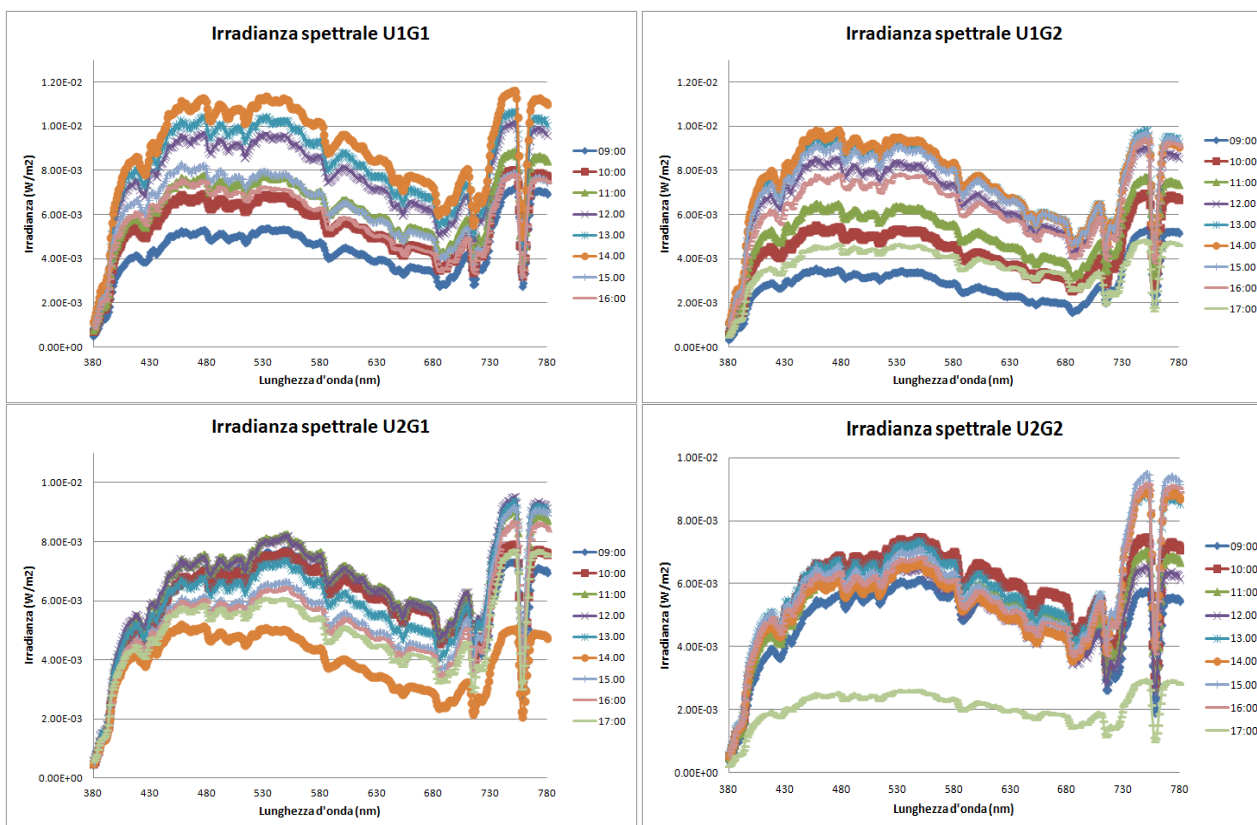 Irradianza spettrale U1G1
Irradianza (W/m2)
1.20E-02
1.00E-02
8.00E-03
6.00E-03
4.00E-03
2.00E-03
0.00E+00
380 430 480 530 580 630 680 730 780
Lunghezza d'onda (nm)
09:00
10:00
11:00
12.00
13.00
14.00
15.00
16:00
Irradianza spettrale U1G2
Irradianza (W/m2)
1.20E-02
1.00E-02
8.00E-03
6.00E-03
4.00E-03
2.00E-03
0.00E+00
380 430 480 530 580 630 680 730 780
Lunghezza d'onda (nm)
09:00
10:00
11:00
12.00
13.00
14.00
15.00
16:00
17:00
Irradianza spettrale U2G1
Irradianza (W/m2)
1.00E-02
8.00E-03
6.00E-03
4.00E-03
2.00E-03
0.00E+00
380 430 480 530 580 630 680 730 780
Lunghezza d'onda (nm)
09:00
10:00
11:00
12.00
13.00
14.00
15.00
16:00
17:00
Irradianza spettrale U2G2
Irradianza (W/m2)
1.00E-02
8.00E-03
6.00E-03
4.00E-03
2.00E-03
0.00E+00
380 430 480 530 580 630 680 730 780
Lunghezza d'onda (nm)
09:00
10:00
11:00
12.00
13.00
14.00
15.00
16:00
17:00